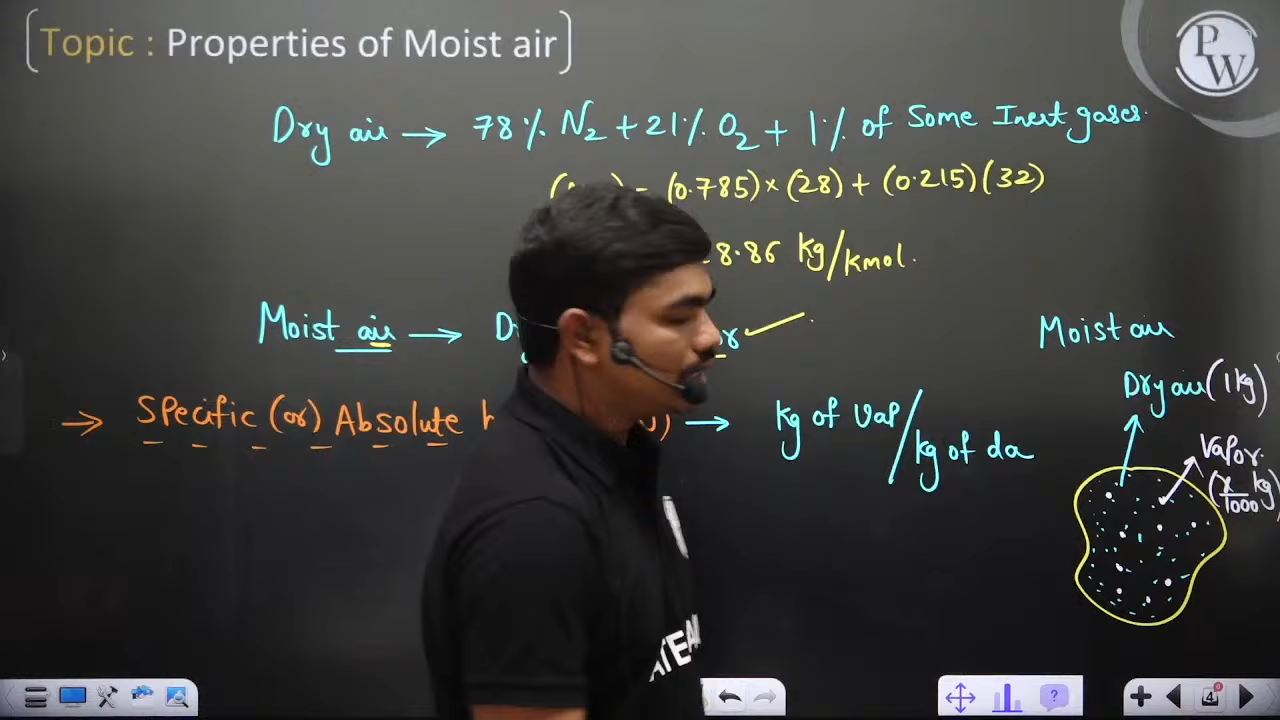 Topic : Properties of Moist air
PW
Dry air → 78% N2 + 21% O2 + 1% of Some Inert gases.
(0.785)×(28) + (0.215)(32)
8.86 kg/kmol.
Moist air →
Moist air
Dry air (1kg)
→ Specific (or) Absolute → kg of Vap/kg of da
Vapor.
(x/1000 kg)
ATEAM
4